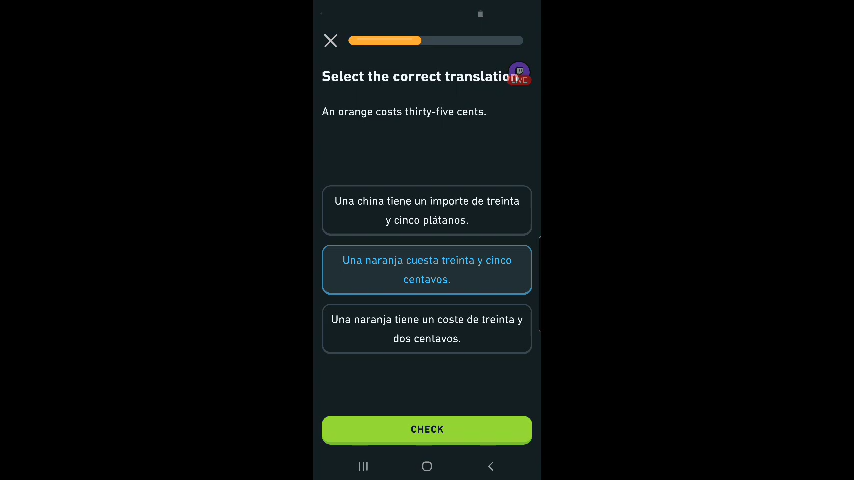 Select the correct translation
LIVE
An orange costs thirty-five cents.
Una china tiene un importe de treinta
y cinco plátanos.
Una naranja cuesta treinta y cinco
centavos.
Una naranja tiene un coste de treinta y
dos centavos.
CHECK